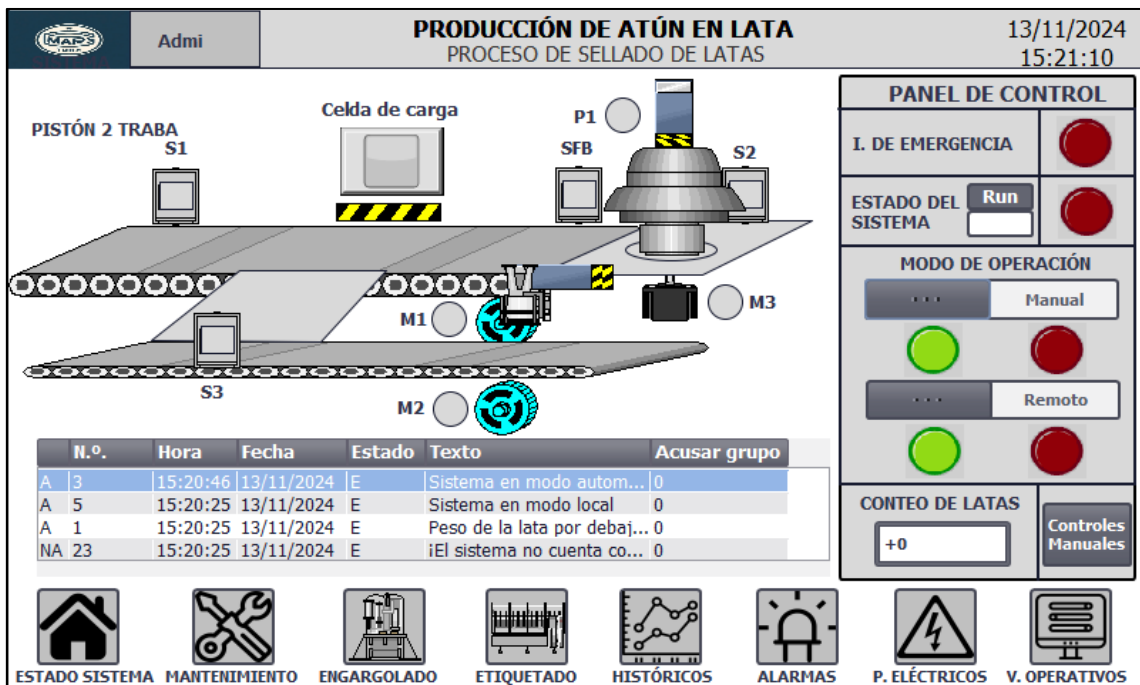 MAPS
Admi
PRODUCCIÓN DE ATÚN EN LATA
PROCESO DE SELLADO DE LATAS
13/11/2024
15:21:10
PISTÓN 2 TRABA
S1
Celda de carga
P1
SFB
S2
M1
M3
S3
M2
PANEL DE CONTROL
I. DE EMERGENCIA
ESTADO DEL SISTEMA
Run
MODO DE OPERACIÓN
... Manual
... Remoto
CONTEO DE LATAS
+0
Controles
Manuales
N.º. Hora Fecha Estado Texto Acusar grupo
A 3 15:20:46 13/11/2024 E Sistema en modo autom... 0
A 5 15:20:25 13/11/2024 E Sistema en modo local 0
A 1 15:20:25 13/11/2024 E Peso de la lata por debaj... 0
NA 23 15:20:25 13/11/2024 E ¡El sistema no cuenta co... 0
ESTADO SISTEMA MANTENIMIENTO ENGARGOLADO ETIQUETADO HISTÓRICOS ALARMAS P. ELÉCTRICOS V. OPERATIVOS